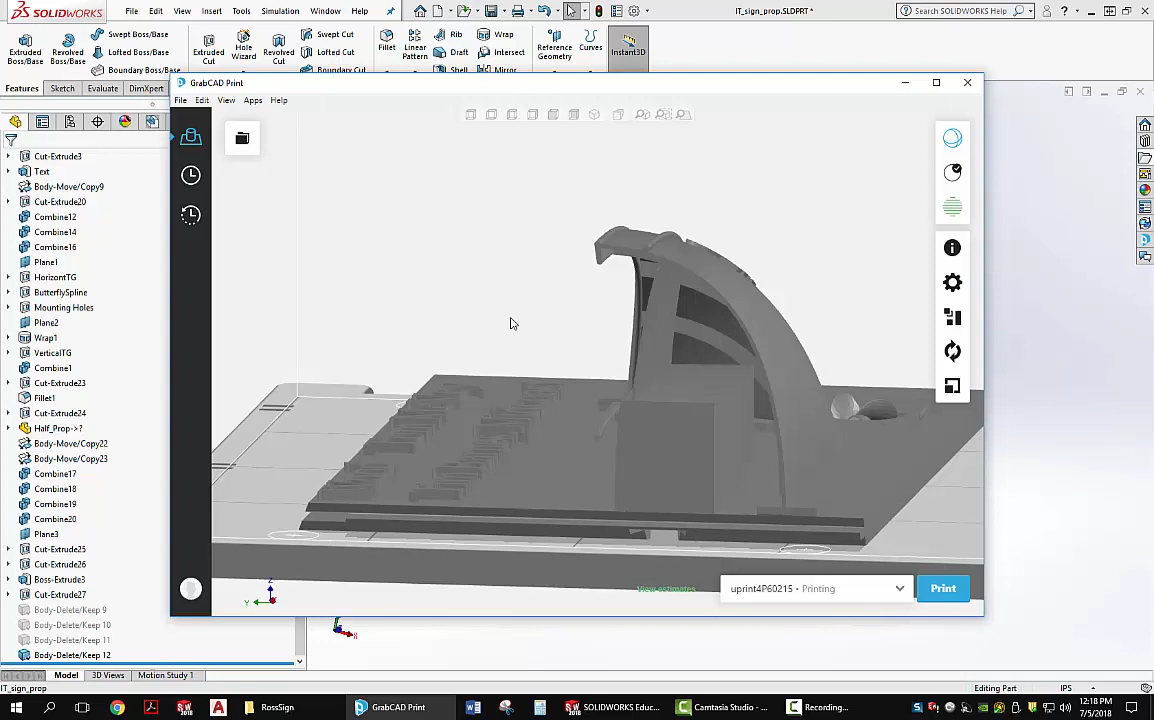 SOLIDWORKS
File
Edit
View
Insert
Tools
Simulation
Window
Help
IT_sign_prop.SLDPRT *
Search SOLIDWORKS Help
Extruded Boss/Base
Revolved Boss/Base
Swept Boss/Base
Lofted Boss/Base
Boundary Boss/Base
Extruded Cut
Hole Wizard
Revolved Cut
Swept Cut
Lofted Cut
Boundary Cut
Fillet
Linear Pattern
Rib
Draft
Shell
Wrap
Intersect
Mirror
Reference Geometry
Curves
Instant3D
Features
Sketch
Evaluate
DimXpert
GrabCAD Print
File
Edit
View
Apps
Help
Cut-Extrude3
Text
Body-Move/Copy9
Cut-Extrude20
Combine12
Combine14
Combine16
Plane1
HorizontTG
ButterflySpline
Mounting Holes
Plane2
Wrap1
VerticalTG
Combine1
Cut-Extrude23
Fillet1
Cut-Extrude24
Half_Prop->?
Body-Move/Copy22
Body-Move/Copy23
Combine17
Combine18
Combine19
Combine20
Plane3
Cut-Extrude25
Cut-Extrude26
Boss-Extrude3
Cut-Extrude27
Body-Delete/Keep 9
Body-Delete/Keep 10
Body-Delete/Keep 11
Body-Delete/Keep 12
Z
Y
View estimates
uprint4P60215 • Printing
Print
X
Model
3D Views
Motion Study 1
IT_sign_prop
Editing Part
IPS
RossSign
GrabCAD Print
SOLIDWORKS Educ...
Camtasia Studio - ...
Recording...
12:18 PM
7/5/2018